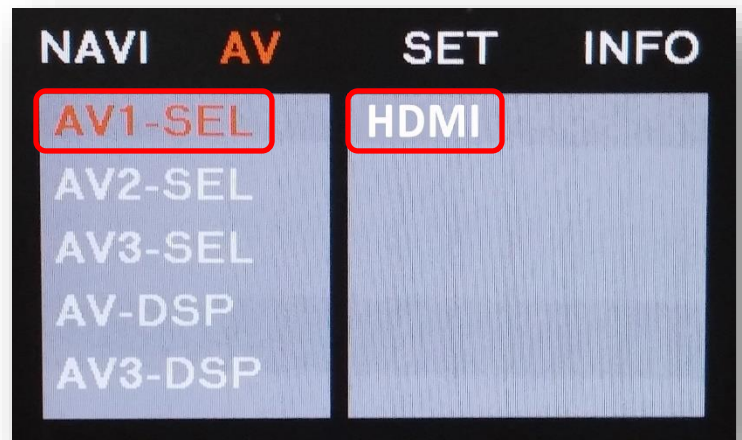 NAVI AV SET INFO
AV1-SEL HDMI
AV2-SEL
AV3-SEL
AV-DSP
AV3-DSP